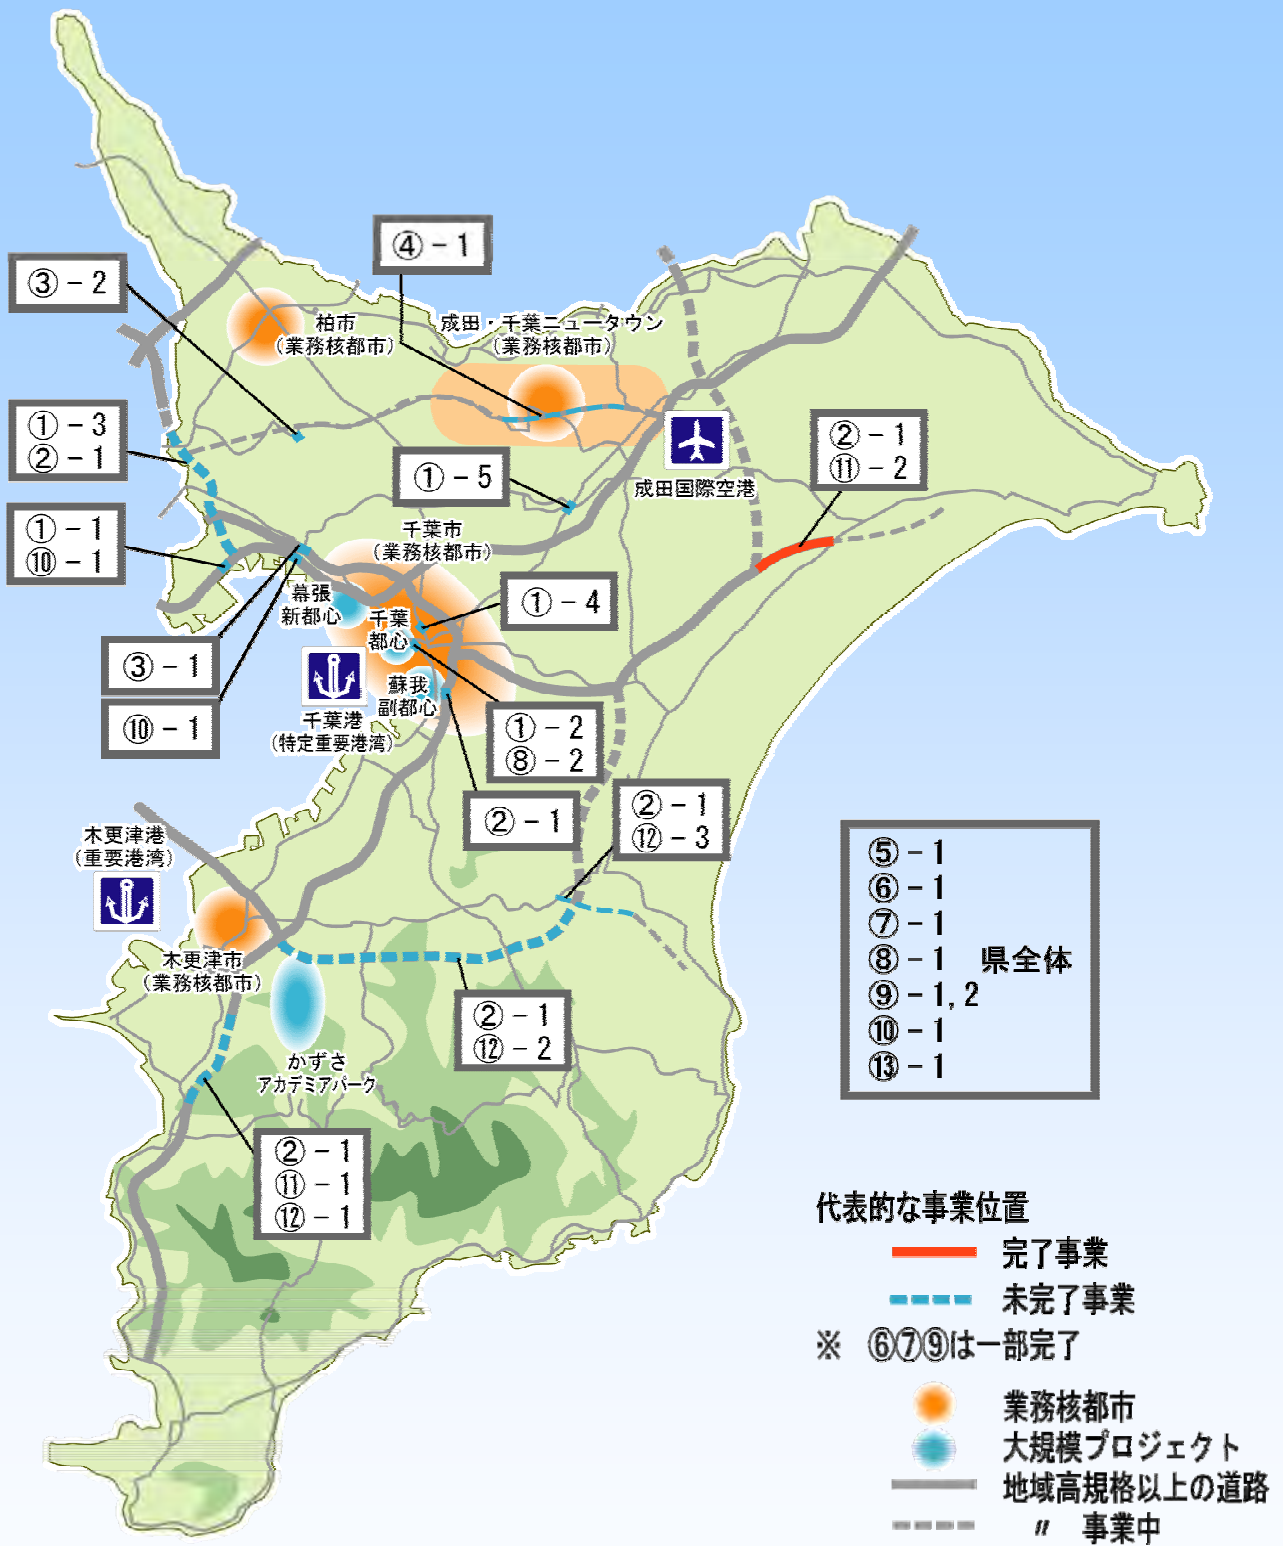 ④－1
③－2
柏市
(業務核都市)
成田・千葉ニュータウン
(業務核都市)
①－3
②－1
②－1
⑪－2
①－5
成田国際空港
千葉市
(業務核都市)
①－1
⑩－1
幕張
新都心
千葉
都心
①－4
③－1
⑩－1
蘇我
副都心
千葉港
(特定重要港湾)
①－2
⑧－2
②－1
②－1
⑫－3
木更津港
(重要港湾)
木更津市
(業務核都市)
②－1
⑫－2
かずさ
アカデミアパーク
②－1
⑪－1
⑫－1
⑤－1
⑥－1
⑦－1
⑧－1 県全体
⑨－1, 2
⑩－1
⑬－1
代表的な事業位置
完了事業
未完了事業
※ ⑥⑦⑨は一部完了
業務核都市
大規模プロジェクト
地域高規格以上の道路
〃 事業中